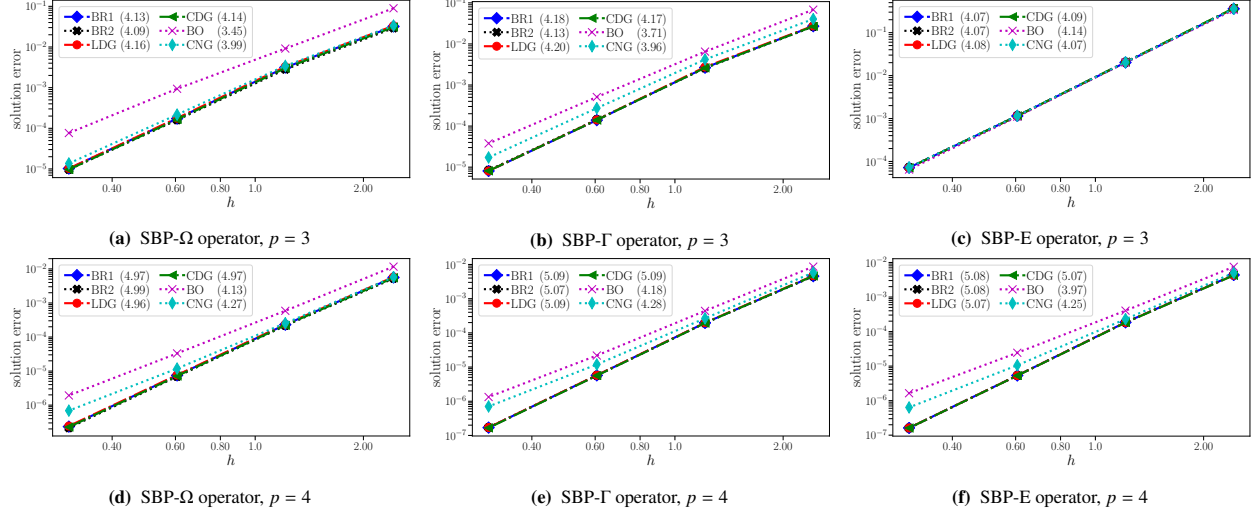 10⁻¹
10⁻²
10⁻³
10⁻⁴
10⁻⁵
solution error
BR1 (4.13)
BR2 (4.09)
LDG (4.16)
CDG (4.14)
BO (3.45)
CNG (3.99)
0.40 0.60 1.0 2.00
h
(a) SBP-Ω operator, p = 3
10⁻¹
10⁻²
10⁻³
10⁻⁴
10⁻⁵
solution error
BR1 (4.18)
BR2 (4.13)
LDG (4.20)
CDG (4.17)
BO (3.71)
CNG (3.96)
0.40 0.60 1.0 2.00
h
(b) SBP-Γ operator, p = 3
10⁻¹
10⁻²
10⁻³
10⁻⁴
solution error
BR1 (4.07)
BR2 (4.07)
LDG (4.08)
CDG (4.09)
BO (4.14)
CNG (4.07)
0.40 0.60 1.0 2.00
h
(c) SBP-E operator, p = 3
10⁻²
10⁻³
10⁻⁴
10⁻⁵
10⁻⁶
solution error
BR1 (4.97)
BR2 (4.99)
LDG (4.96)
CDG (4.97)
BO (4.13)
CNG (4.27)
0.40 0.60 1.0 2.00
h
(d) SBP-Ω operator, p = 4
10⁻²
10⁻³
10⁻⁴
10⁻⁵
10⁻⁶
10⁻⁷
solution error
BR1 (5.09)
BR2 (5.07)
LDG (5.09)
CDG (5.09)
BO (4.18)
CNG (4.28)
0.40 0.60 1.0 2.00
h
(e) SBP-Γ operator, p = 4
10⁻²
10⁻³
10⁻⁴
10⁻⁵
10⁻⁶
10⁻⁷
solution error
BR1 (5.08)
BR2 (5.08)
LDG (5.07)
CDG (5.07)
BO (3.97)
CNG (4.25)
0.40 0.60 1.0 2.00
h
(f) SBP-E operator, p = 4